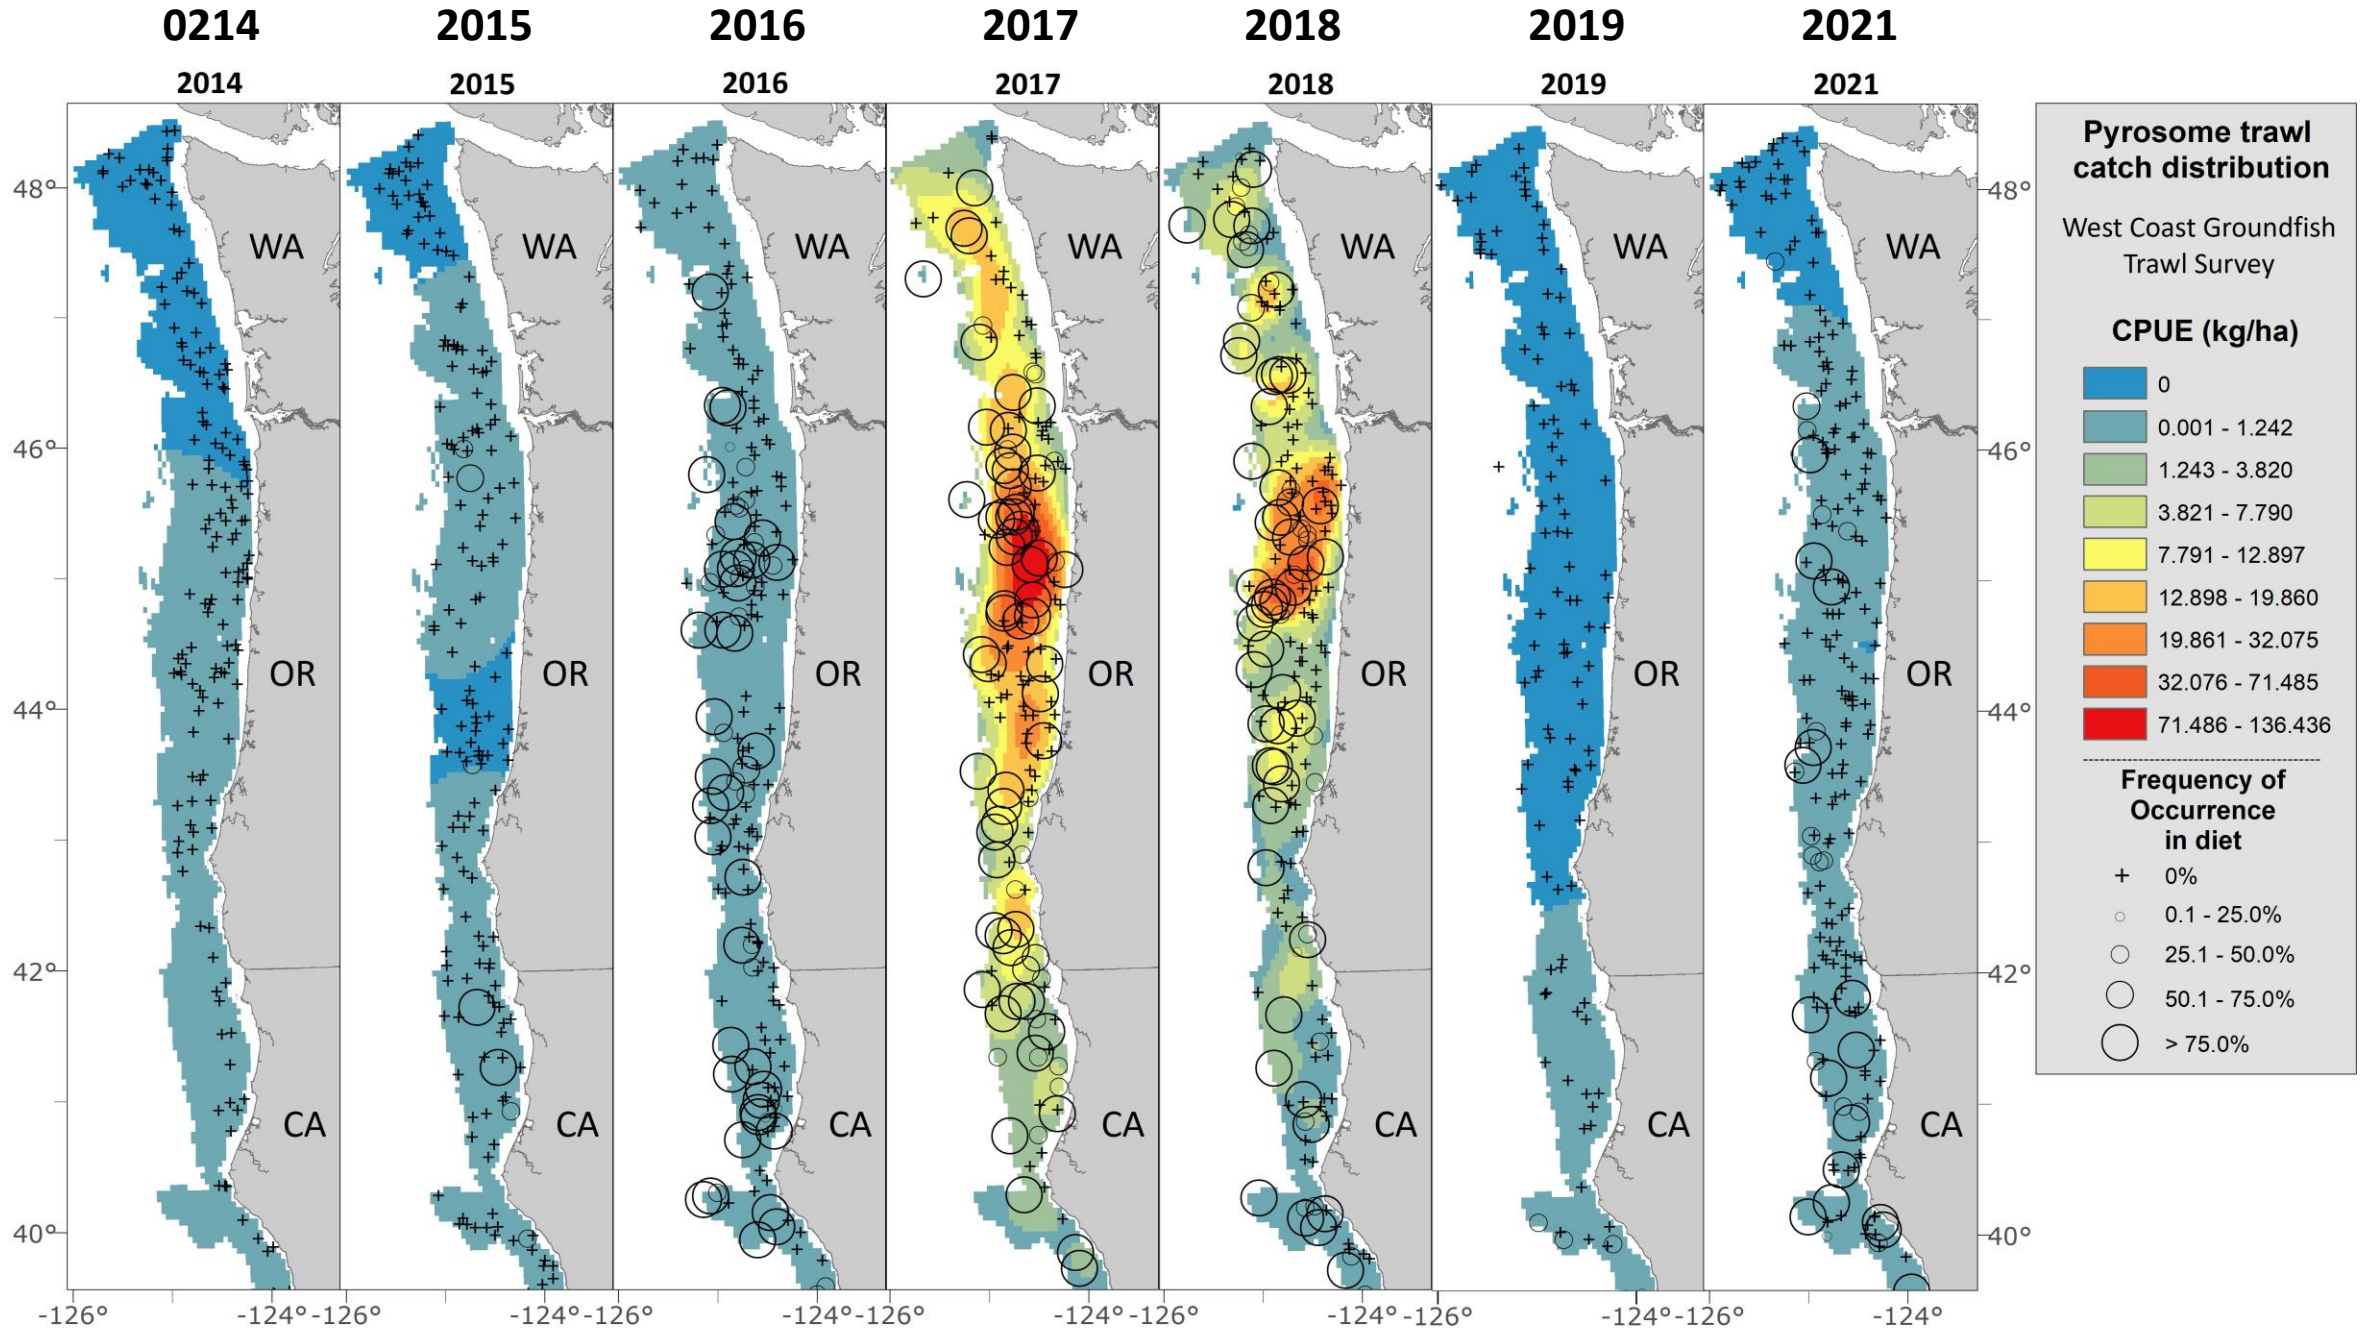 0214 2015 2016 2017 2018 2019 2021
2014 2015 2016 2017 2018 2019 2021
Pyrosome trawl
catch distribution
West Coast Groundfish
Trawl Survey
CPUE (kg/ha)
0
0.001 - 1.242
1.243 - 3.820
3.821 - 7.790
7.791 - 12.897
12.898 - 19.860
19.861 - 32.075
32.076 - 71.485
71.486 - 136.436
Frequency of
Occurrence
in diet
0%
0.1 - 25.0%
25.1 - 50.0%
50.1 - 75.0%
> 75.0%
48° 48°
WA WA WA WA WA WA WA
46° 46°
OR OR OR OR OR OR OR
44° 44°
42° 42°
CA CA CA CA CA CA CA
40° 40°
-126° -124° -126° -124° -126° -124° -126° -124° -126° -124° -126° -124° -126° -124°